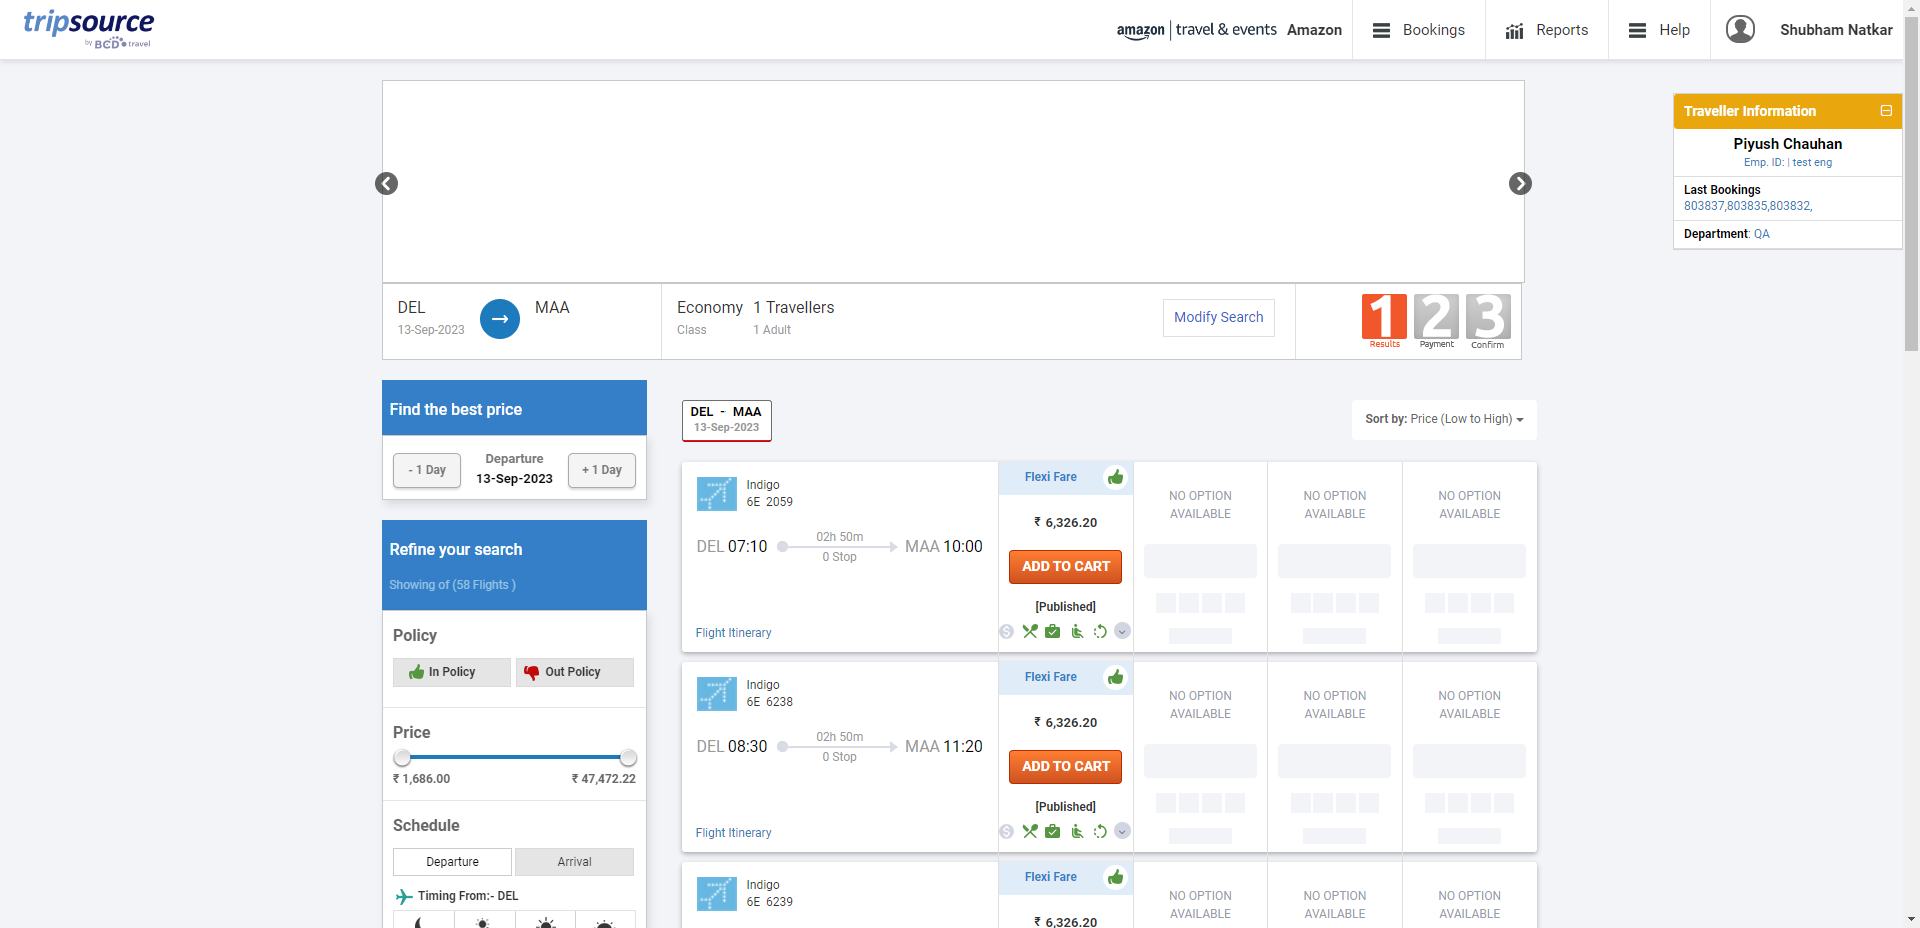 tripsource
by BCD travel
amazon | travel & events Amazon
Bookings
Reports
Help
Shubham Natkar
Traveller Information
Piyush Chauhan
Emp. ID: | test eng
Last Bookings
803837,803835,803832,
Department: QA
DEL
13-Sep-2023
MAA
Economy
Class
1 Travellers
1 Adult
Modify Search
1 2 3
Results Payment Confirm
Find the best price
- 1 Day
Departure
13-Sep-2023
+ 1 Day
Refine your search
Showing of (58 Flights )
Policy
In Policy
Out Policy
Price
₹ 1,686.00
₹ 47,472.22
Schedule
Departure
Arrival
Timing From:- DEL
DEL - MAA
13-Sep-2023
Sort by: Price (Low to High)
Indigo
6E 2059
DEL 07:10
02h 50m
0 Stop
MAA 10:00
Flight Itinerary
Flexi Fare
₹ 6,326.20
ADD TO CART
[Published]
NO OPTION
AVAILABLE
NO OPTION
AVAILABLE
NO OPTION
AVAILABLE
Indigo
6E 6238
DEL 08:30
02h 50m
0 Stop
MAA 11:20
Flight Itinerary
Flexi Fare
₹ 6,326.20
ADD TO CART
[Published]
NO OPTION
AVAILABLE
NO OPTION
AVAILABLE
NO OPTION
AVAILABLE
Indigo
6E 6239
Flexi Fare
₹ 6,326.20
NO OPTION
AVAILABLE
NO OPTION
AVAILABLE
NO OPTION
AVAILABLE